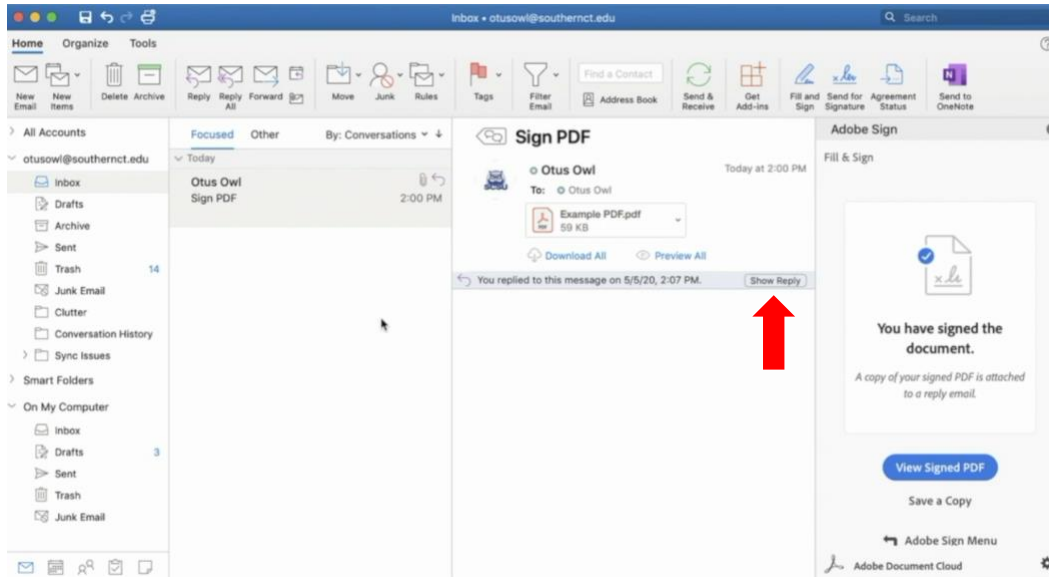 Inbox • otusowl@southernct.edu
Search
Home Organize Tools
New Email
New Items
Delete
Archive
Reply
Reply All
Forward
Move
Junk
Rules
Tags
Filter Email
Find a Contact
Address Book
Send & Receive
Get Add-ins
Fill and Sign
Send for Signature
Agreement Status
Send to OneNote
All Accounts
otusowl@southernct.edu
Inbox
Drafts
Archive
Sent
Trash 14
Junk Email
Clutter
Conversation History
Sync Issues
Smart Folders
On My Computer
Inbox
Drafts 3
Sent
Trash
Junk Email
Focused Other By: Conversations
Today
Otus Owl
Sign PDF 2:00 PM
Sign PDF
Otus Owl Today at 2:00 PM
To: Otus Owl
Example PDF.pdf
59 KB
Download All Preview All
You replied to this message on 5/5/20, 2:07 PM. Show Reply
Adobe Sign
Fill & Sign
You have signed the
document.
A copy of your signed PDF is attached
to a reply email.
View Signed PDF
Save a Copy
Adobe Sign Menu
Adobe Document Cloud